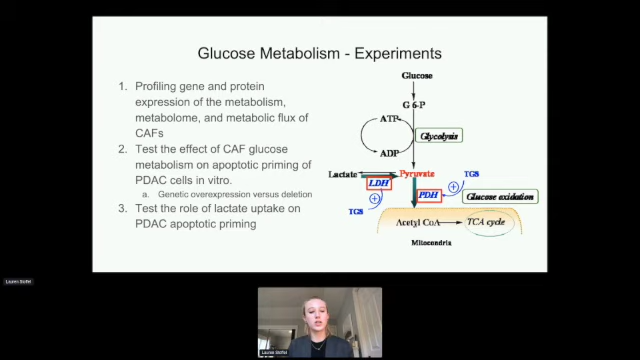 Glucose Metabolism - Experiments
1. Profiling gene and protein
expression of the metabolism,
metabolome, and metabolic flux of
CAFs
2. Test the effect of CAF glucose
metabolism on apoptotic priming of
PDAC cells in vitro.
a. Genetic overexpression versus deletion
3. Test the role of lactate uptake on
PDAC apoptotic priming
Glucose
G 6-P
ATP
Glycolysis
ADP
Lactate
Pyruvate
LDH
TGS
PDH
TGS
Glucose oxidation
Acetyl CoA
TCA cycle
Mitocondria
Lauren
Lauren